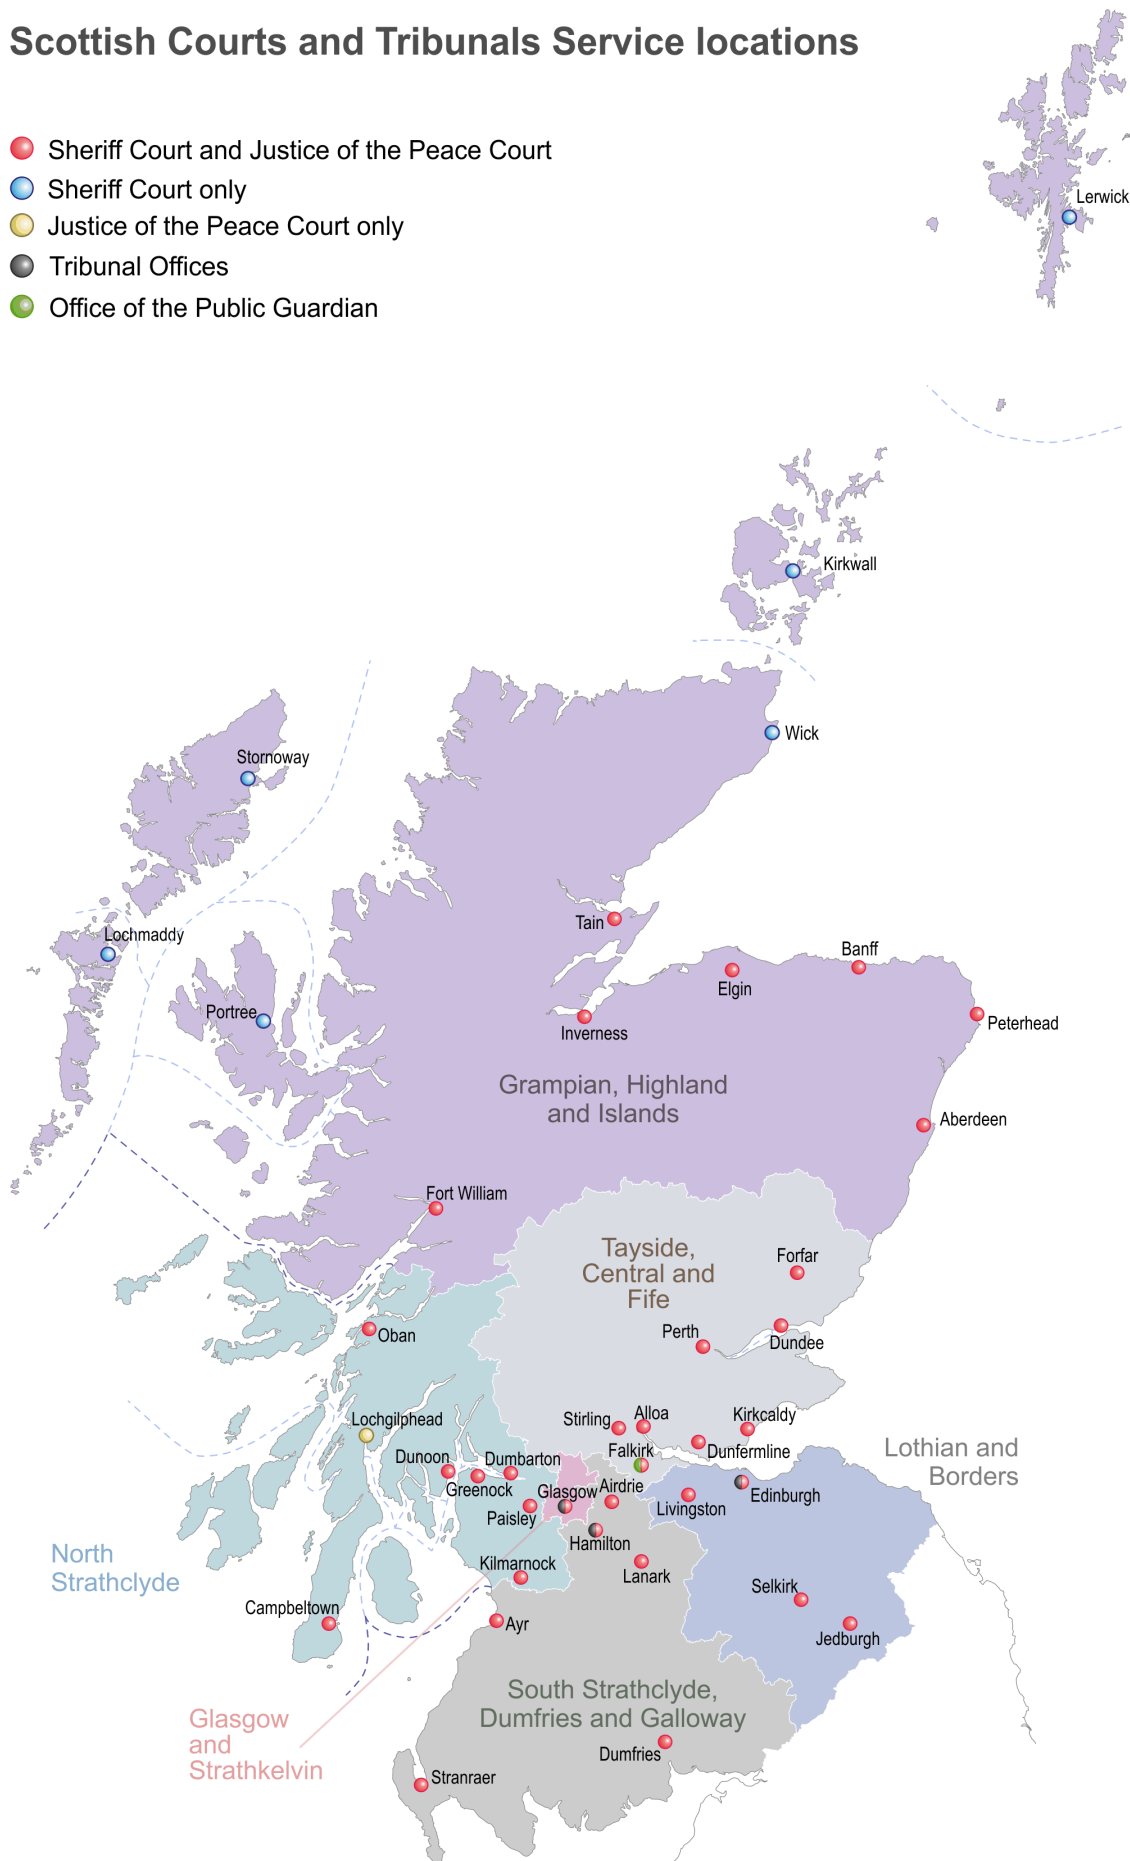 Scottish Courts and Tribunals Service locations
Sheriff Court and Justice of the Peace Court
Sheriff Court only
Justice of the Peace Court only
Tribunal Offices
Office of the Public Guardian
Lerwick
Kirkwall
Wick
Stornoway
Tain
Lochmaddy
Banff
Elgin
Portree
Inverness
Peterhead
Grampian, Highland
and Islands
Aberdeen
Fort William
Tayside,
Central and
Fife
Forfar
Perth
Dundee
Oban
Stirling
Alloa
Kirkcaldy
Lochgilphead
Dunfermline
Falkirk
Lothian and
Borders
Dunoon
Dumbarton
Greenock
Glasgow
Airdrie
Edinburgh
Livingston
Paisley
Hamilton
North
Strathclyde
Kilmarnock
Lanark
Selkirk
Campbeltown
Ayr
Jedburgh
South Strathclyde,
Dumfries and Galloway
Glasgow
and
Strathkelvin
Dumfries
Stranraer